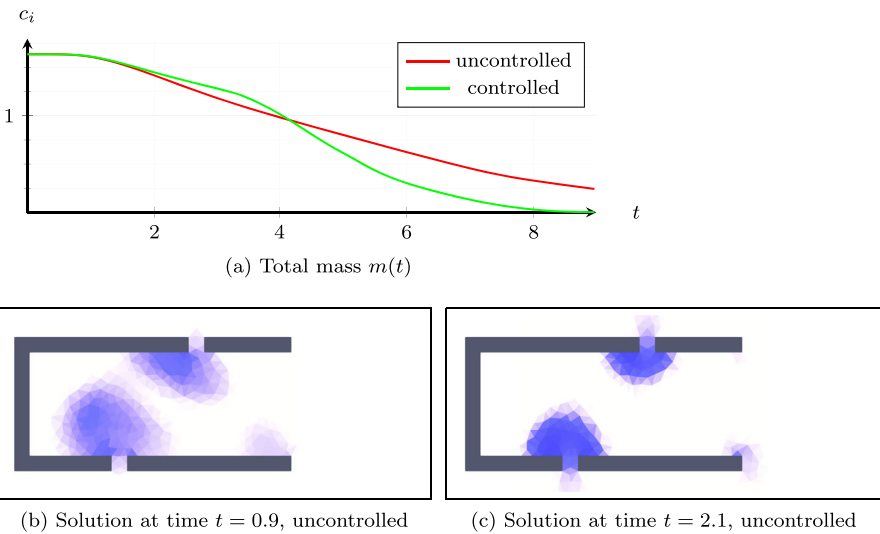 c_i
uncontrolled
controlled
1
t
2 4 6 8
(a) Total mass m(t)
(b) Solution at time t = 0.9, uncontrolled
(c) Solution at time t = 2.1, uncontrolled